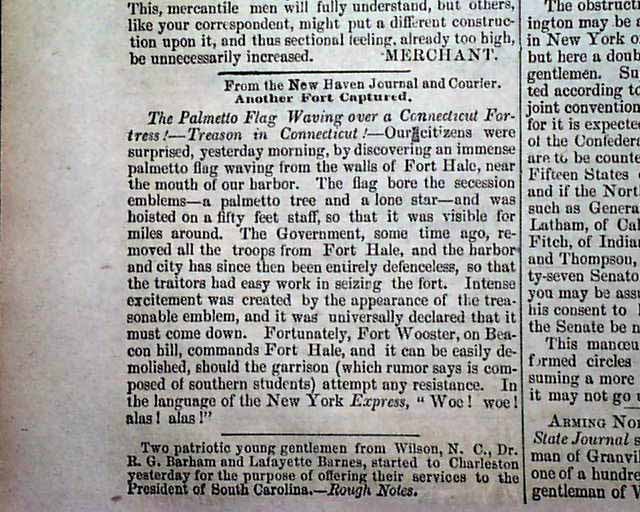 This, mercantile men will fully understand, but others,
like your correspondent, might put a different construc-
tion upon it, and thus sectional feeling, already too high,
be unnecessarily increased. MERCHANT.
From the New Haven Journal and Courier.
Another Fort Captured.
The Palmetto Flag Waving over a Connecticut For-
tress!—Treason in Connecticut!—Our citizens were
surprised, yesterday morning, by discovering an immense
palmetto flag waving from the walls of Fort Hale, near
the mouth of our harbor. The flag bore the secession
emblems—a palmetto tree and a lone star—and was
hoisted on a fifty feet staff, so that it was visible for
miles around. The Government, some time ago, re-
moved all the troops from Fort Hale, and the harbor
and city has since then been entirely defenceless, so that
the traitors had easy work in seizing the fort. Intense
excitement was created by the appearance of the trea-
sonable emblem, and it was universally declared that it
must come down. Fortunately, Fort Wooster, on Bea-
con hill, commands Fort Hale, and it can be easily de-
molished, should the garrison (which rumor says is com-
posed of southern students) attempt any resistance. In
the language of the New York Express, "Woe! woe!
alas! alas!"
Two patriotic young gentlemen from Wilson, N. C., Dr.
R. G. Barham and Lafayette Barnes, started to Charleston
yesterday for the purpose of offering their services to the
President of South Carolina.—Rough Notes.
The obstructi
ington may be a
in New York o
but here a doub
gentlemen. Su
ted according to
joint convention
for it is expecte
of the Confedera
are to be counte
Fifteen States
and if the Nort
such as Genera
Latham, of Cal
Fitch, of Indian
and Thompson,
ty-seven Senato
you may be assu
his consent to
the Senate be n
This manœu
formed circles
suming a more
it may not go u
ARMING NOR
State Journal s
man of Granvil
one of a hundre
gentleman of V